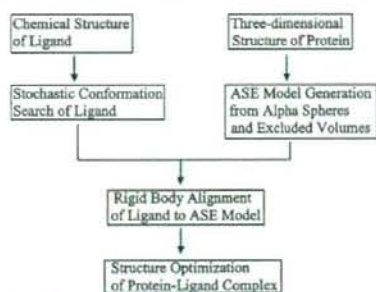 Chemical Structure
of Ligand
Three-dimensional
Structure of Protein
Stochastic Conformation
Search of Ligand
ASE Model Generation
from Alpha Spheres
and Excluded Volumes
Rigid Body Alignment
of Ligand to ASE Model
Structure Optimization
of Protein-Ligand Complex